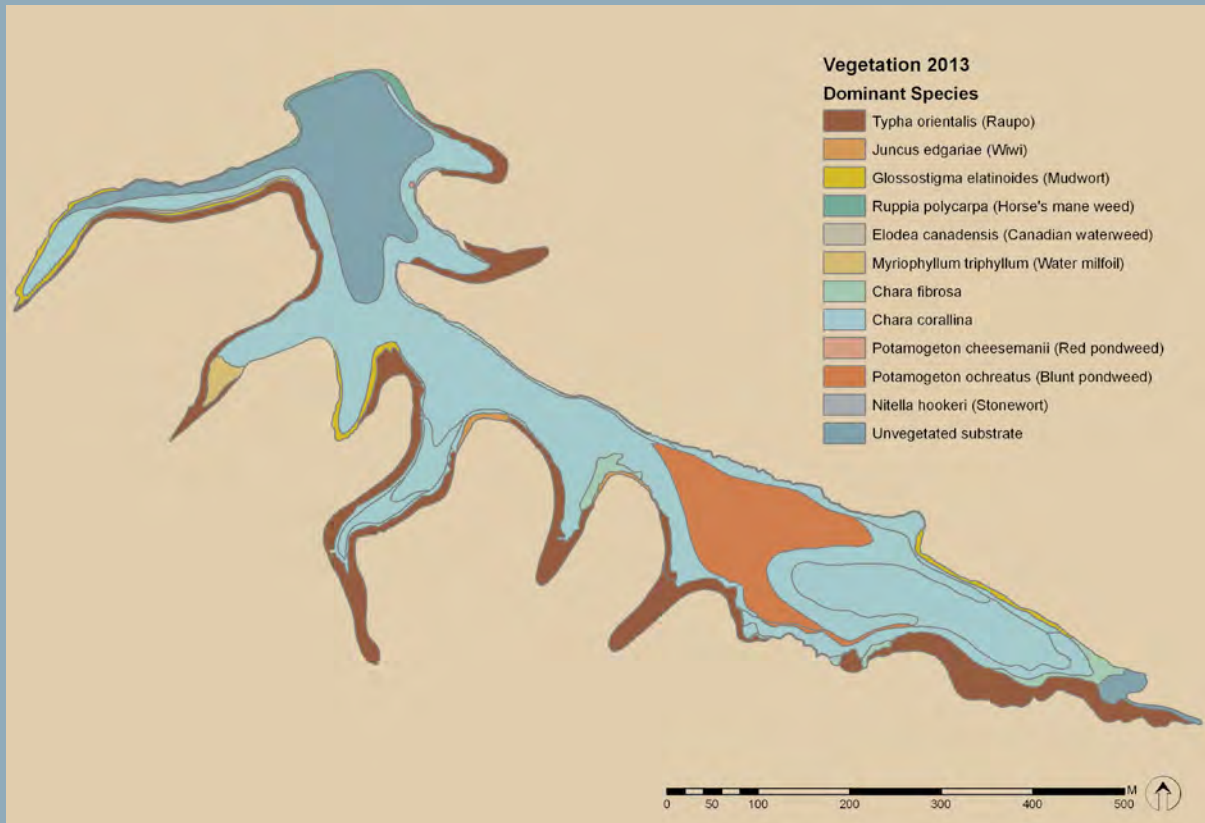 Vegetation 2013
Dominant Species
Typha orientalis (Raupo)
Juncus edgariae (Wiwi)
Glossostigma elatinoides (Mudwort)
Ruppia polycarpa (Horse's mane weed)
Elodea canadensis (Canadian waterweed)
Myriophyllum triphyllum (Water milfoil)
Chara fibrosa
Chara corallina
Potamogeton cheesemanii (Red pondweed)
Potamogeton ochreatus (Blunt pondweed)
Nitella hookeri (Stonewort)
Unvegetated substrate
M
0 50 100 200 300 400 500